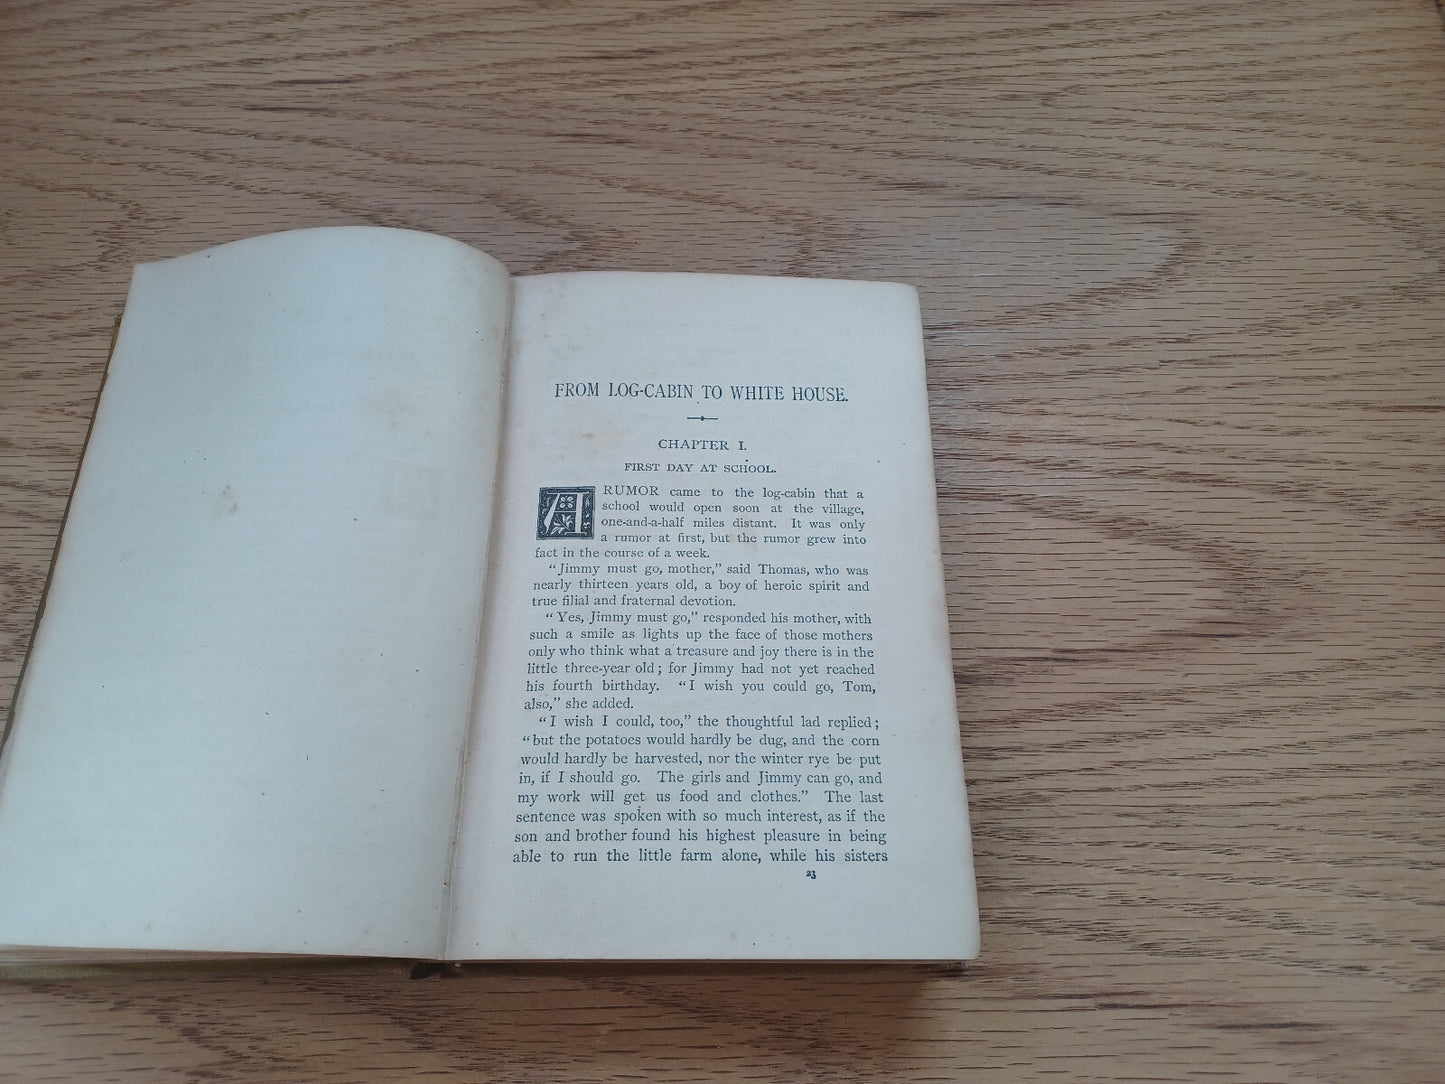 FROM LOG-CABIN TO WHITE HOUSE.
CHAPTER I.
FIRST DAY AT SCHOOL.
A RUMOR came to the log-cabin that a
school would open soon at the village,
one-and-a-half miles distant. It was only
a rumor at first, but the rumor grew into
fact in the course of a week.
“Jimmy must go, mother,” said Thomas, who was
nearly thirteen years old, a boy of heroic spirit and
true filial and fraternal devotion.
“Yes, Jimmy must go,” responded his mother, with
such a smile as lights up the face of those mothers
only who think what a treasure and joy there is in the
little three-year old; for Jimmy had not yet reached
his fourth birthday. “I wish you could go, Tom,
also,” she added.
“I wish I could, too,” the thoughtful lad replied;
“but the potatoes would hardly be dug, and the corn
would hardly be harvested, nor the winter rye be put
in, if I should go. The girls and Jimmy can go, and
my work will get us food and clothes.” The last
sentence was spoken with so much interest, as if the
son and brother found his highest pleasure in being
able to run the little farm alone, while his sisters
23